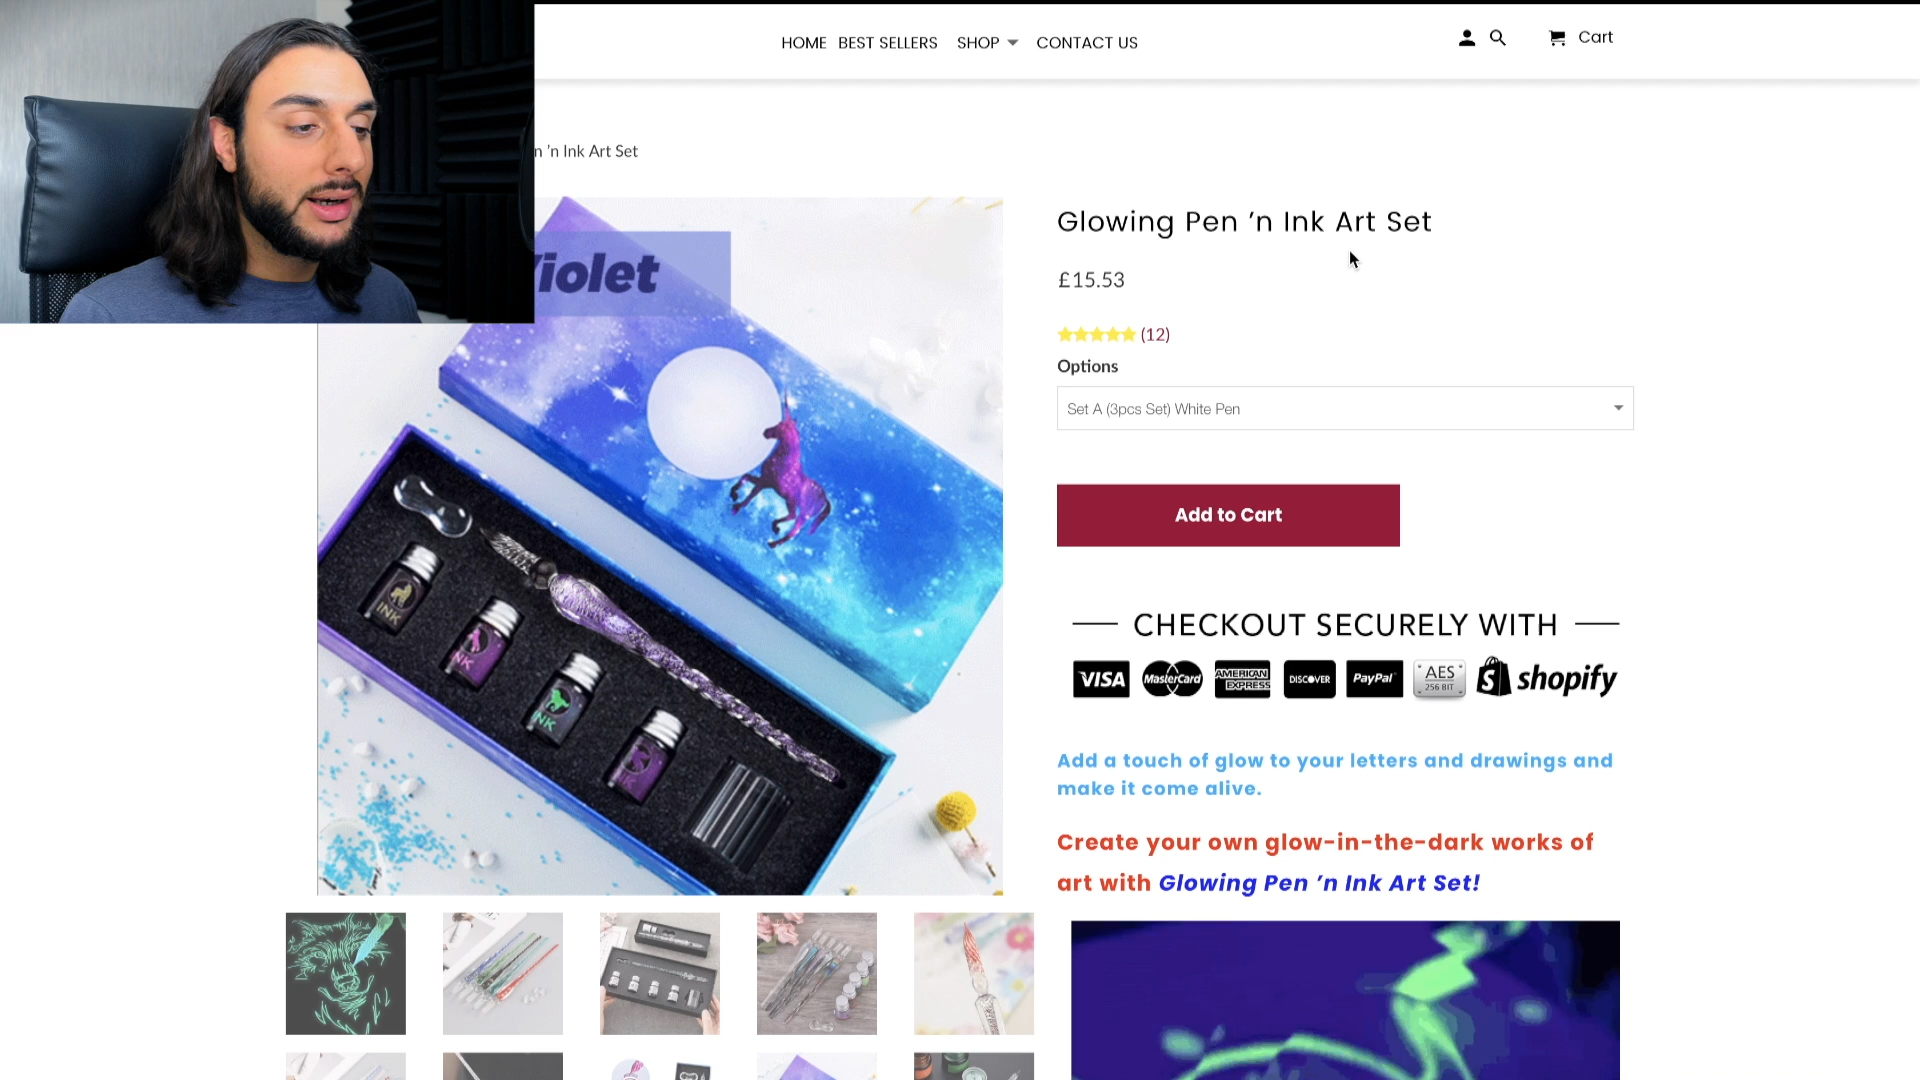 HOME BEST SELLERS SHOP CONTACT US
Cart
n ’n Ink Art Set
Glowing Pen ’n Ink Art Set
£15.53
(12)
Options
Set A (3pcs Set) White Pen
Add to Cart
CHECKOUT SECURELY WITH
VISA MasterCard AMERICAN EXPRESS DISCOVER PayPal AES 256 BIT shopify
Add a touch of glow to your letters and drawings and
make it come alive.
Create your own glow-in-the-dark works of
art with Glowing Pen ’n Ink Art Set!
iolet
INK
INK
INK